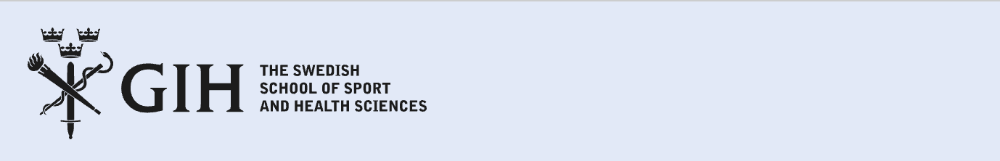 GIH
THE SWEDISH
SCHOOL OF SPORT
AND HEALTH SCIENCES